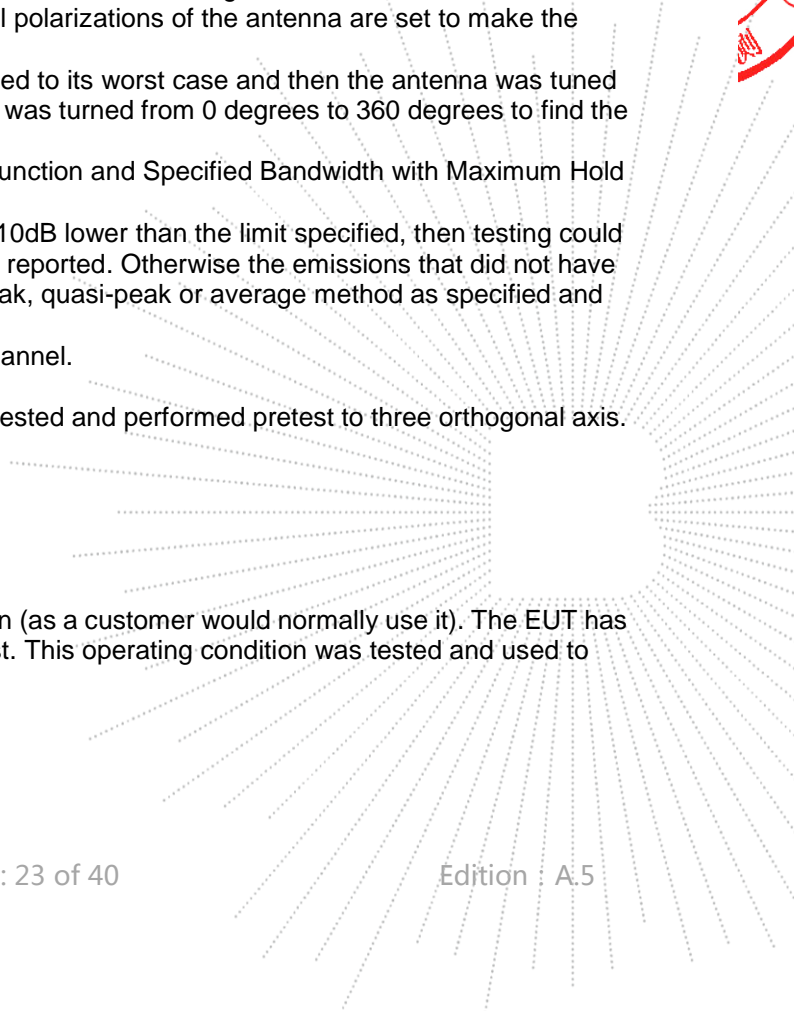 l polarizations of the antenna are set to make the
ed to its worst case and then the antenna was tuned
was turned from 0 degrees to 360 degrees to find the
unction and Specified Bandwidth with Maximum Hold
10dB lower than the limit specified, then testing could
reported. Otherwise the emissions that did not have
ak, quasi-peak or average method as specified and
annel.
ested and performed pretest to three orthogonal axis.
n (as a customer would normally use it). The EUT has
st. This operating condition was tested and used to
: 23 of 40 Edition : A.5